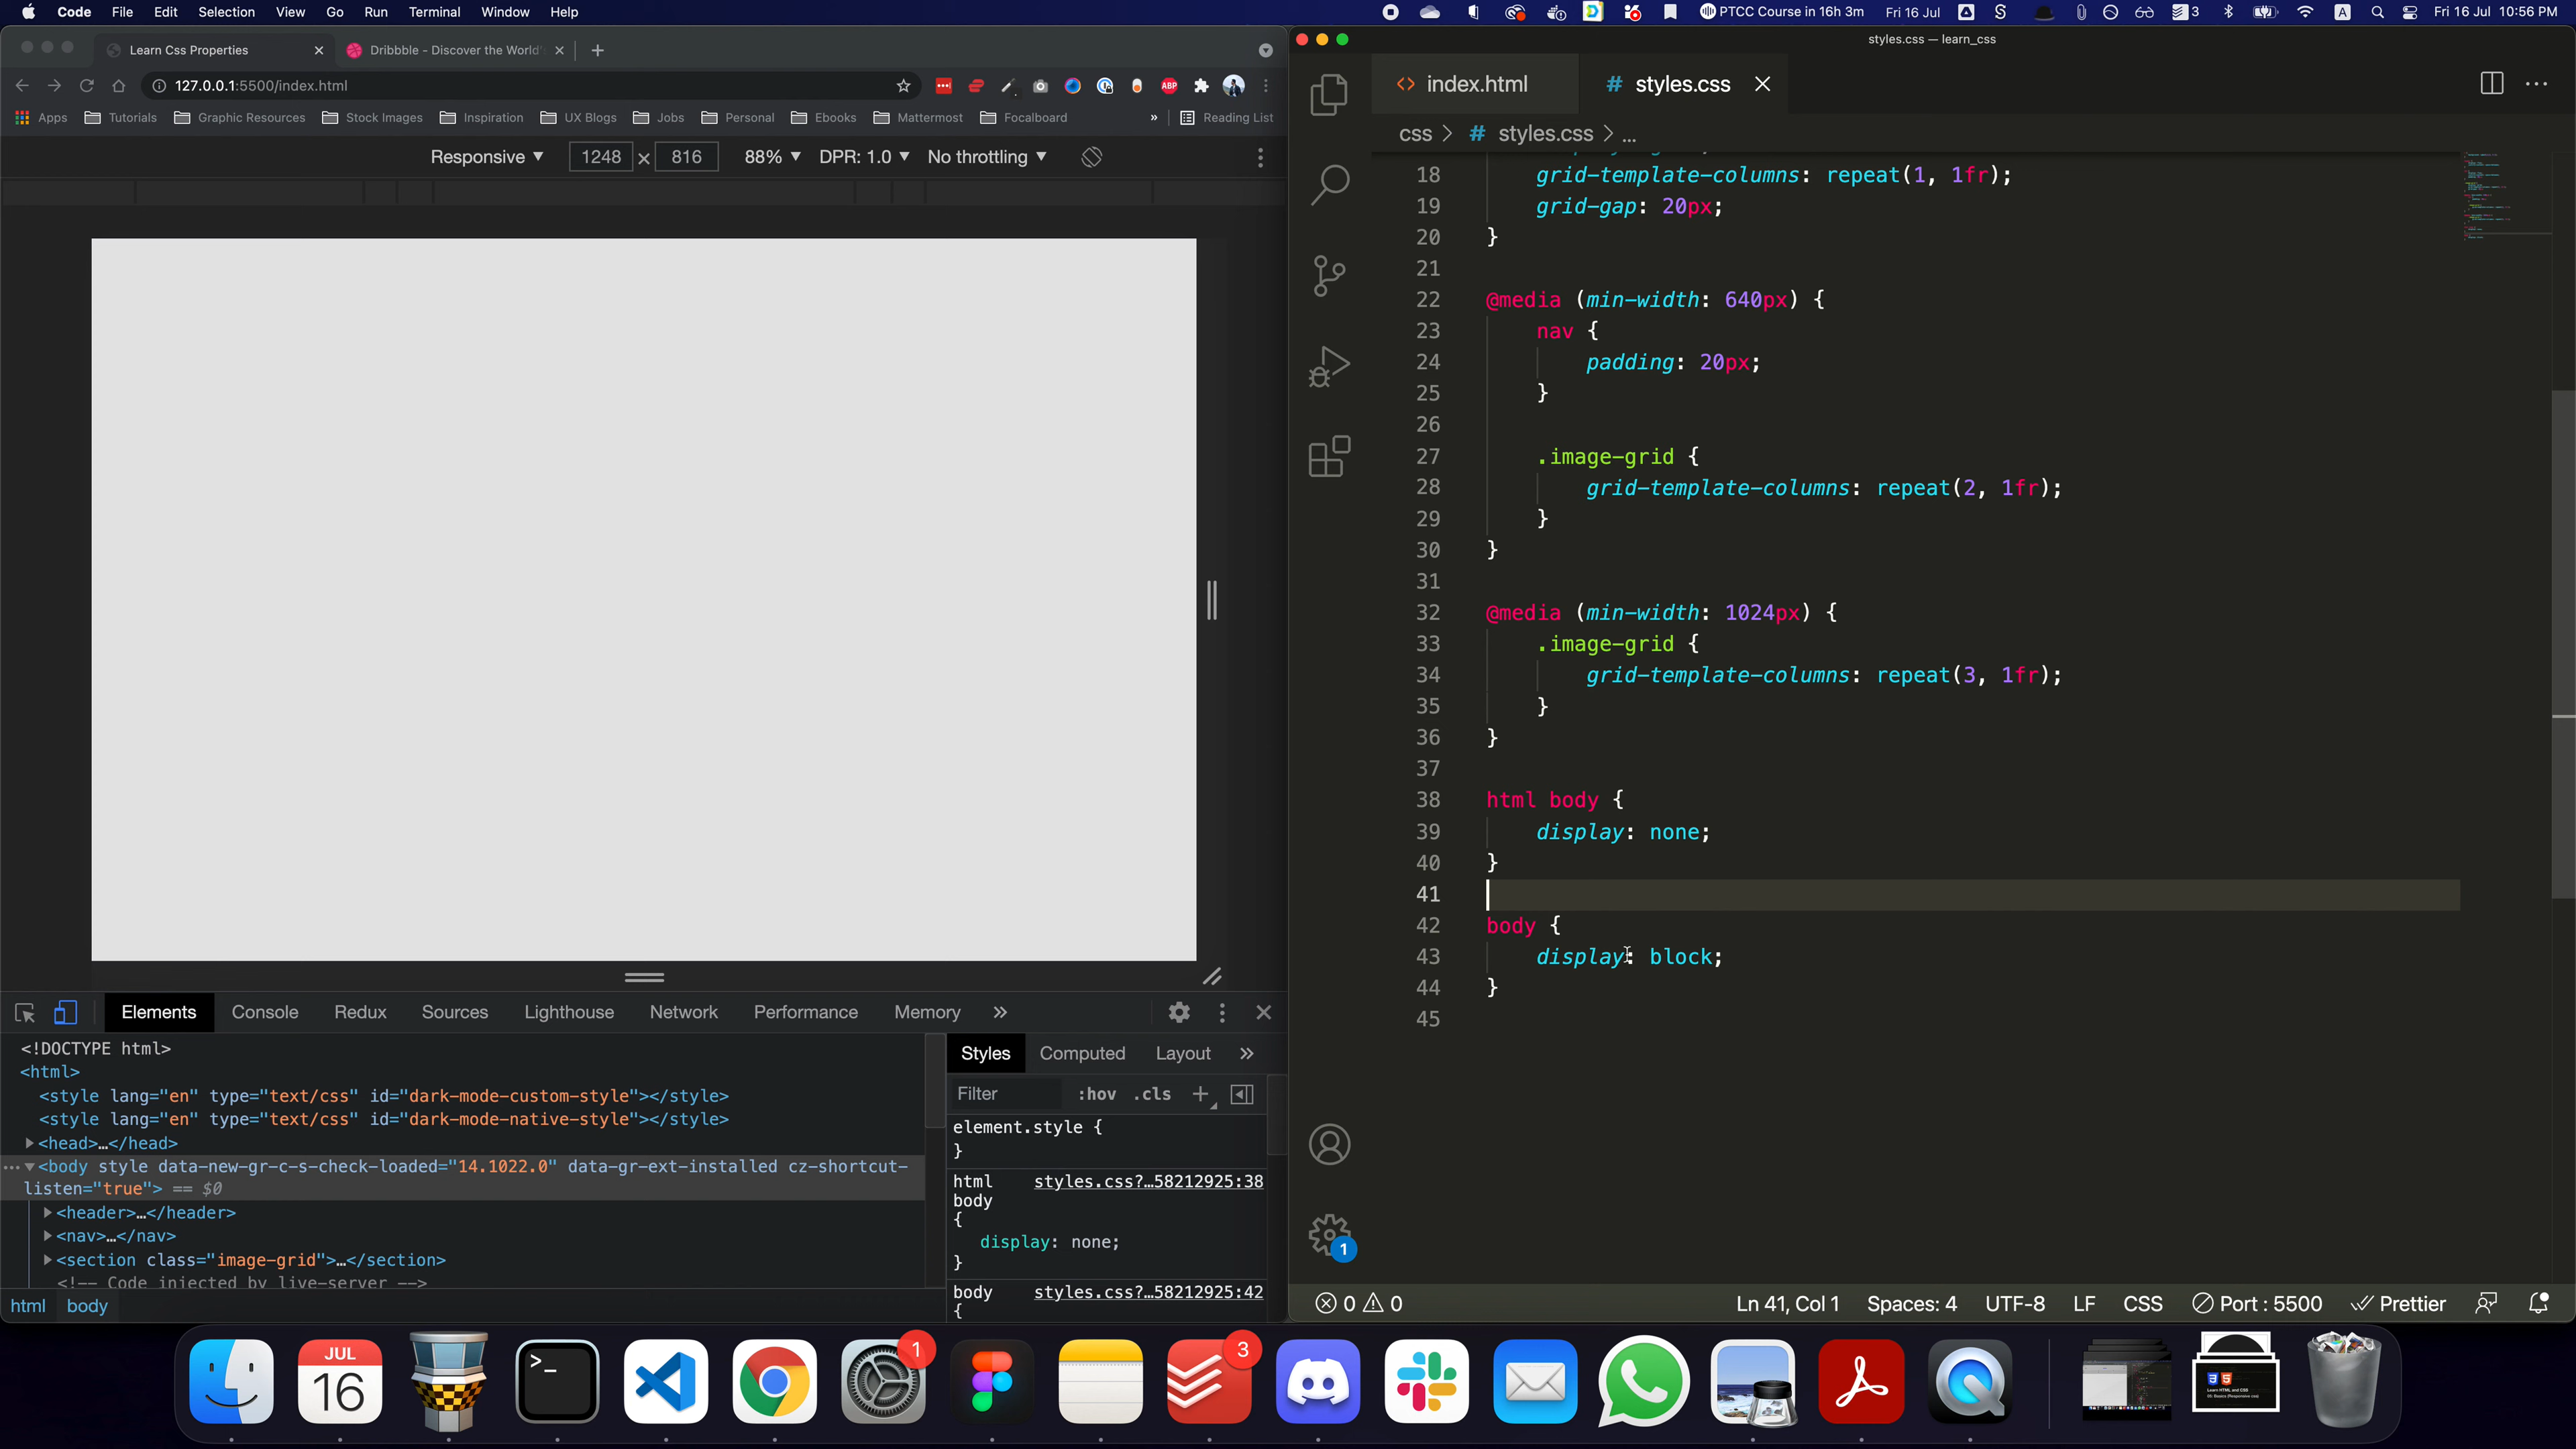 Code File Edit Selection View Go Run Terminal Window Help
PTCC Course in 16h 3m Fri 16 Jul 3 A Fri 16 Jul 10:56 PM
Learn Css Properties
Dribbble - Discover the World'
127.0.0.1:5500/index.html
ABP
Apps Tutorials Graphic Resources Stock Images Inspiration UX Blogs Jobs Personal Ebooks Mattermost Focalboard » Reading List
Responsive 1248 × 816 88% DPR: 1.0 No throttling
Elements Console Redux Sources Lighthouse Network Performance Memory »
<!DOCTYPE html>
<html>
<style lang="en" type="text/css" id="dark-mode-custom-style"></style>
<style lang="en" type="text/css" id="dark-mode-native-style"></style>
<head>…</head>
<body style data-new-gr-c-s-check-loaded="14.1022.0" data-gr-ext-installed cz-shortcut-
listen="true"> == $0
<header>…</header>
<nav>…</nav>
<section class="image-grid">…</section>
<!-- Code injected by live-server -->
html body
Styles Computed Layout »
Filter :hov .cls +
element.style {
}
html styles.css?…58212925:38
body
{
display: none;
}
body styles.css?…58212925:42
{
styles.css — learn_css
<> index.html
# styles.css
css > # styles.css > ...
18 grid-template-columns: repeat(1, 1fr);
19 grid-gap: 20px;
20 }
21
22 @media (min-width: 640px) {
23 nav {
24 padding: 20px;
25 }
26
27 .image-grid {
28 grid-template-columns: repeat(2, 1fr);
29 }
30 }
31
32 @media (min-width: 1024px) {
33 .image-grid {
34 grid-template-columns: repeat(3, 1fr);
35 }
36 }
37
38 html body {
39 display: none;
40 }
41
42 body {
43 display: block;
44 }
45
1
0 0 Ln 41, Col 1 Spaces: 4 UTF-8 LF CSS Port : 5500 Prettier
JUL
16
>_
1
3